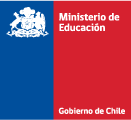 Ministerio de
Educación
Gobierno de Chile